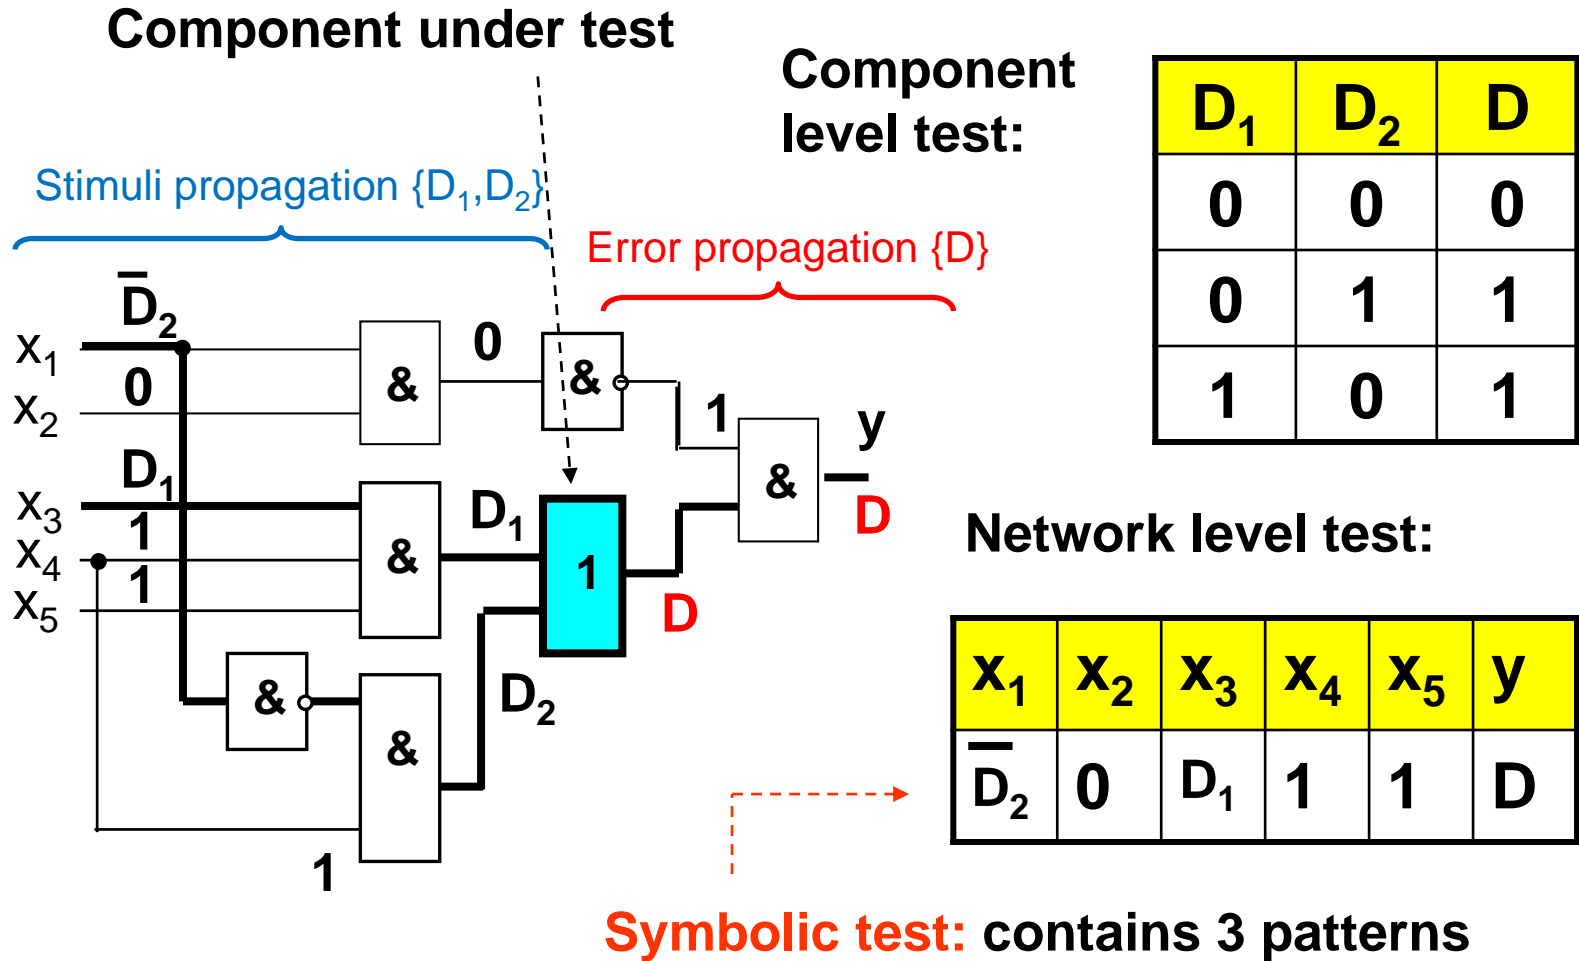 Component under test
Component
level test:
D₁ D₂ D
0 0 0
0 1 1
1 0 1
Stimuli propagation {D₁,D₂}
Error propagation {D}
D̅₂
x₁
0
x₂
& 0 & 1
y
& D
D₁
x₃
1
x₄
1
x₅
& D₁ 1 D
& & D₂
1
Network level test:
x₁ x₂ x₃ x₄ x₅ y
D̅₂ 0 D₁ 1 1 D
Symbolic test: contains 3 patterns